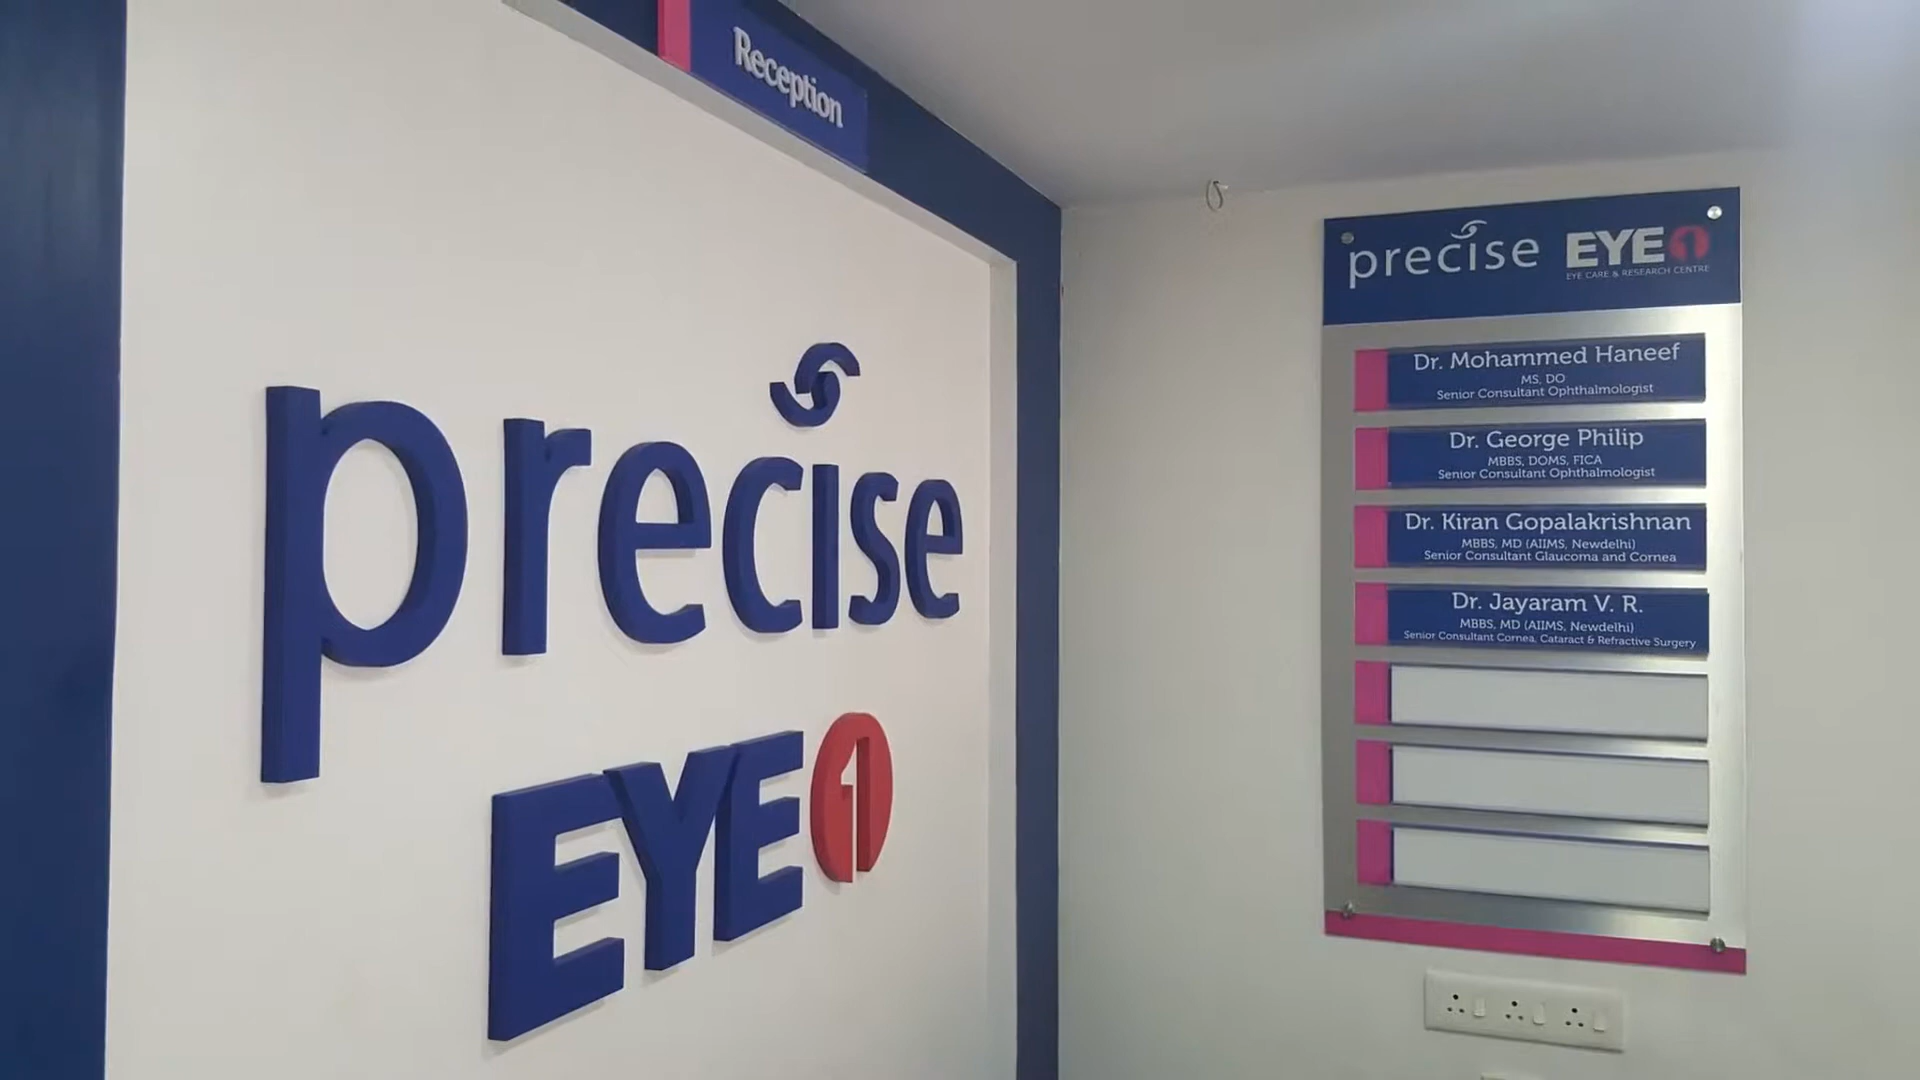 Reception
precise
EYE1
precise EYE1
EYE CARE & RESEARCH CENTRE
Dr. Mohammed Haneef
MS, DO
Senior Consultant Ophthalmologist
Dr. George Philip
MBBS, DOMS, FICA
Senior Consultant Ophthalmologist
Dr. Kiran Gopalakrishnan
MBBS, MD (AIIMS, Newdelhi)
Senior Consultant Glaucoma and Cornea
Dr. Jayaram V. R.
MBBS, MD (AIIMS, Newdelhi)
Senior Consultant Cornea, Cataract & Refractive Surgery